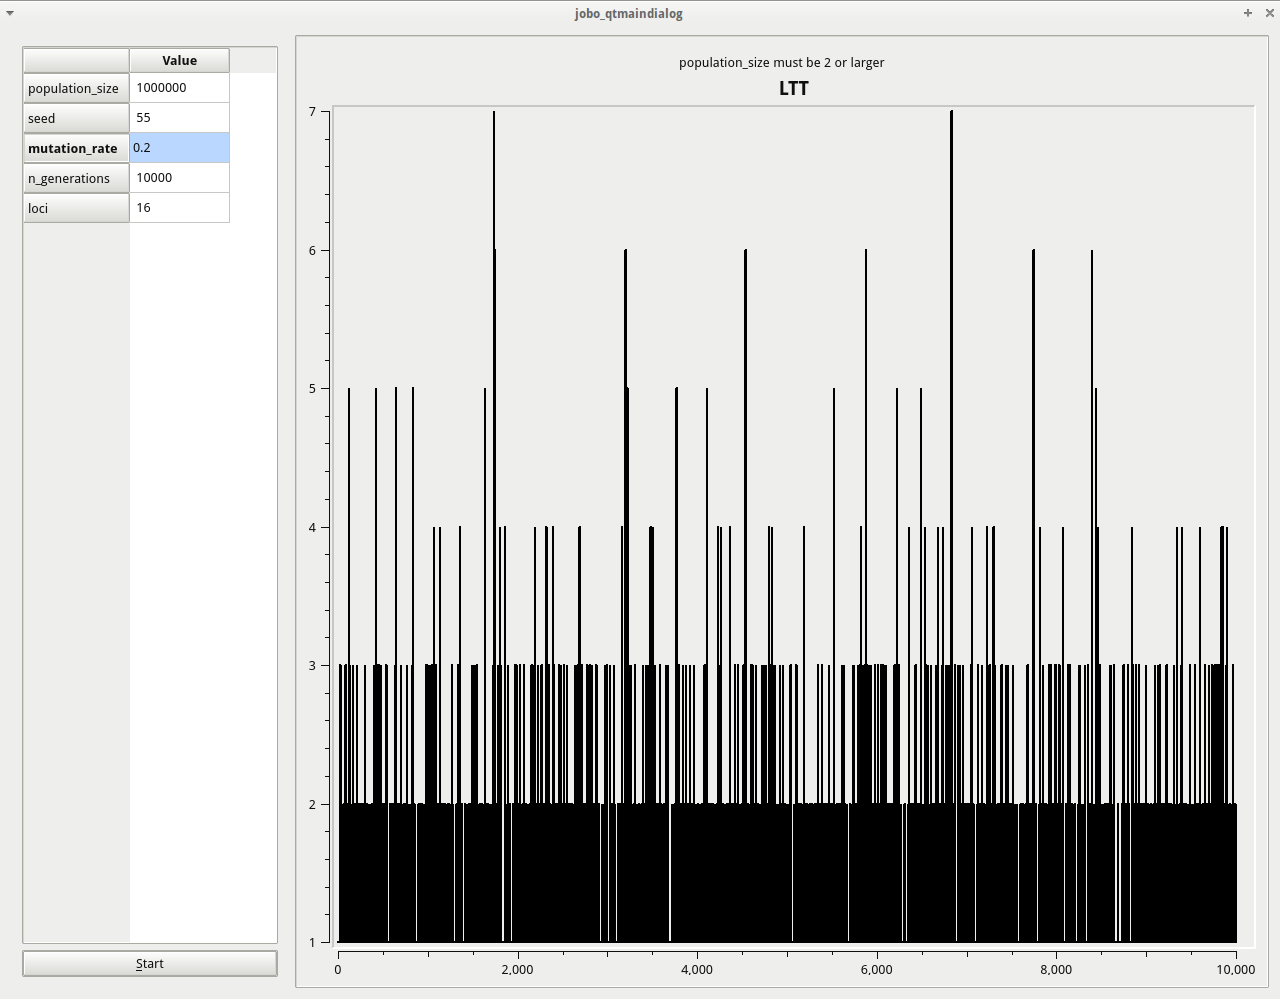 jobo_qtmaindialog
Value
population_size 1000000
seed 55
mutation_rate 0.2
n_generations 10000
loci 16
Start
population_size must be 2 or larger
LTT
7
6
5
4
3
2
1
0 2,000 4,000 6,000 8,000 10,000